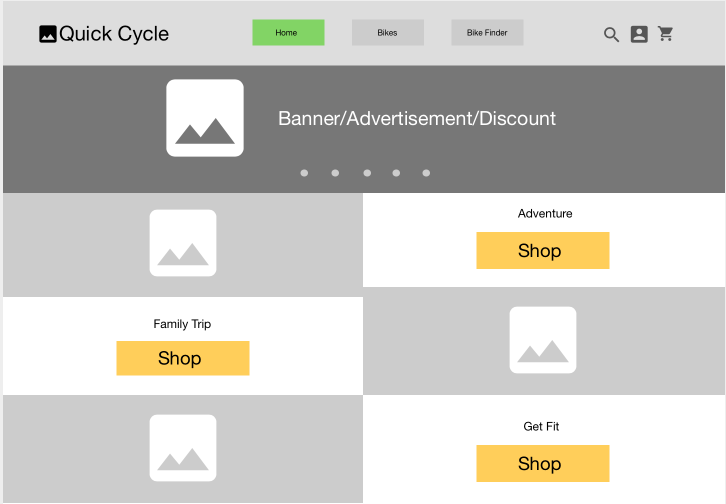 Quick Cycle
Home
Bikes
Bike Finder
Banner/Advertisement/Discount
Adventure
Shop
Family Trip
Shop
Get Fit
Shop